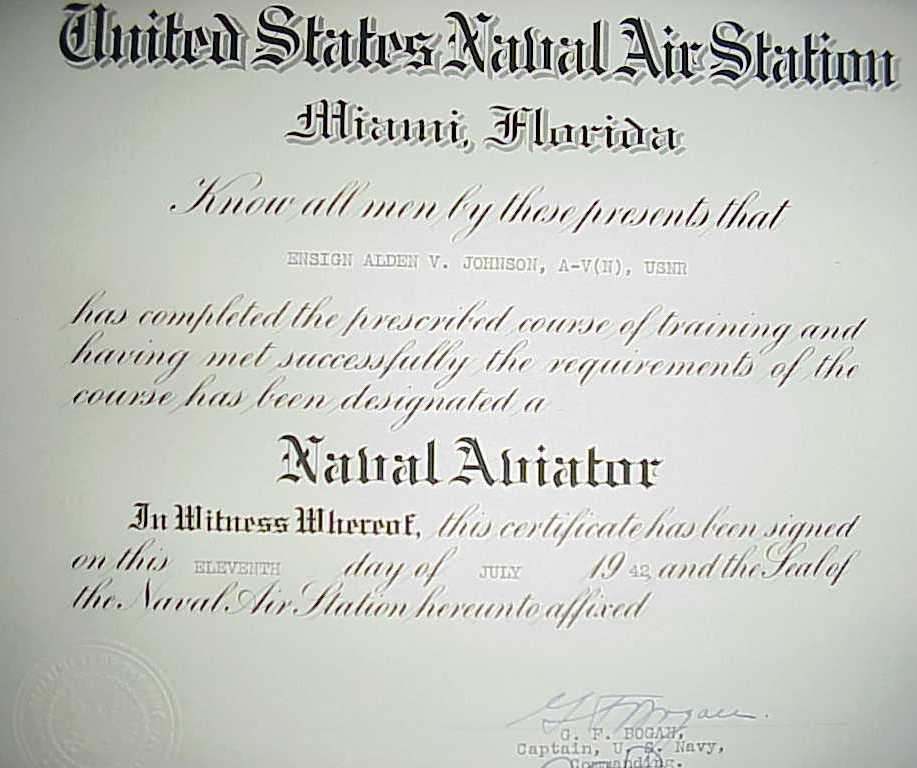 United States Naval Air Station
Miami, Florida
Know all men by these presents that
ENSIGN ALDEN V. JOHNSON, A-V(N), USNR
has completed the prescribed course of training and
having met successfully the requirements of the
course has been designated a
Naval Aviator
In Witness Whereof, this certificate has been signed
on this ELEVENTH day of JULY 1942 and the Seal of
the Naval Air Station hereunto affixed
G. F. Bogan.
G. F. BOGAN,
Captain, U. S. Navy,
Commanding.